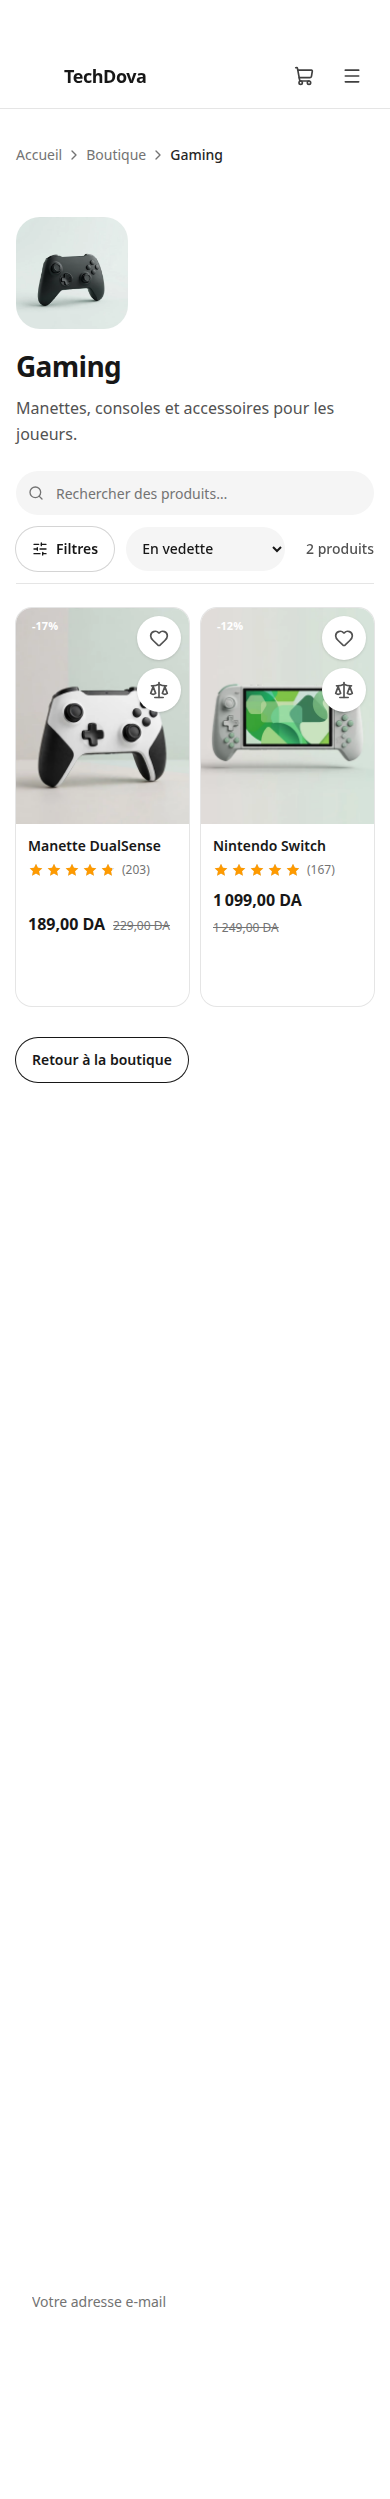 TechDova
Accueil > Boutique > Gaming
Gaming
Manettes, consoles et accessoires pour les
joueurs.
Rechercher des produits...
Filtres
En vedette
2 produits
-17%
-12%
Manette DualSense
(203)
189,00 DA 229,00 DA
Nintendo Switch
(167)
1 099,00 DA
1 249,00 DA
Retour à la boutique
Votre adresse e-mail